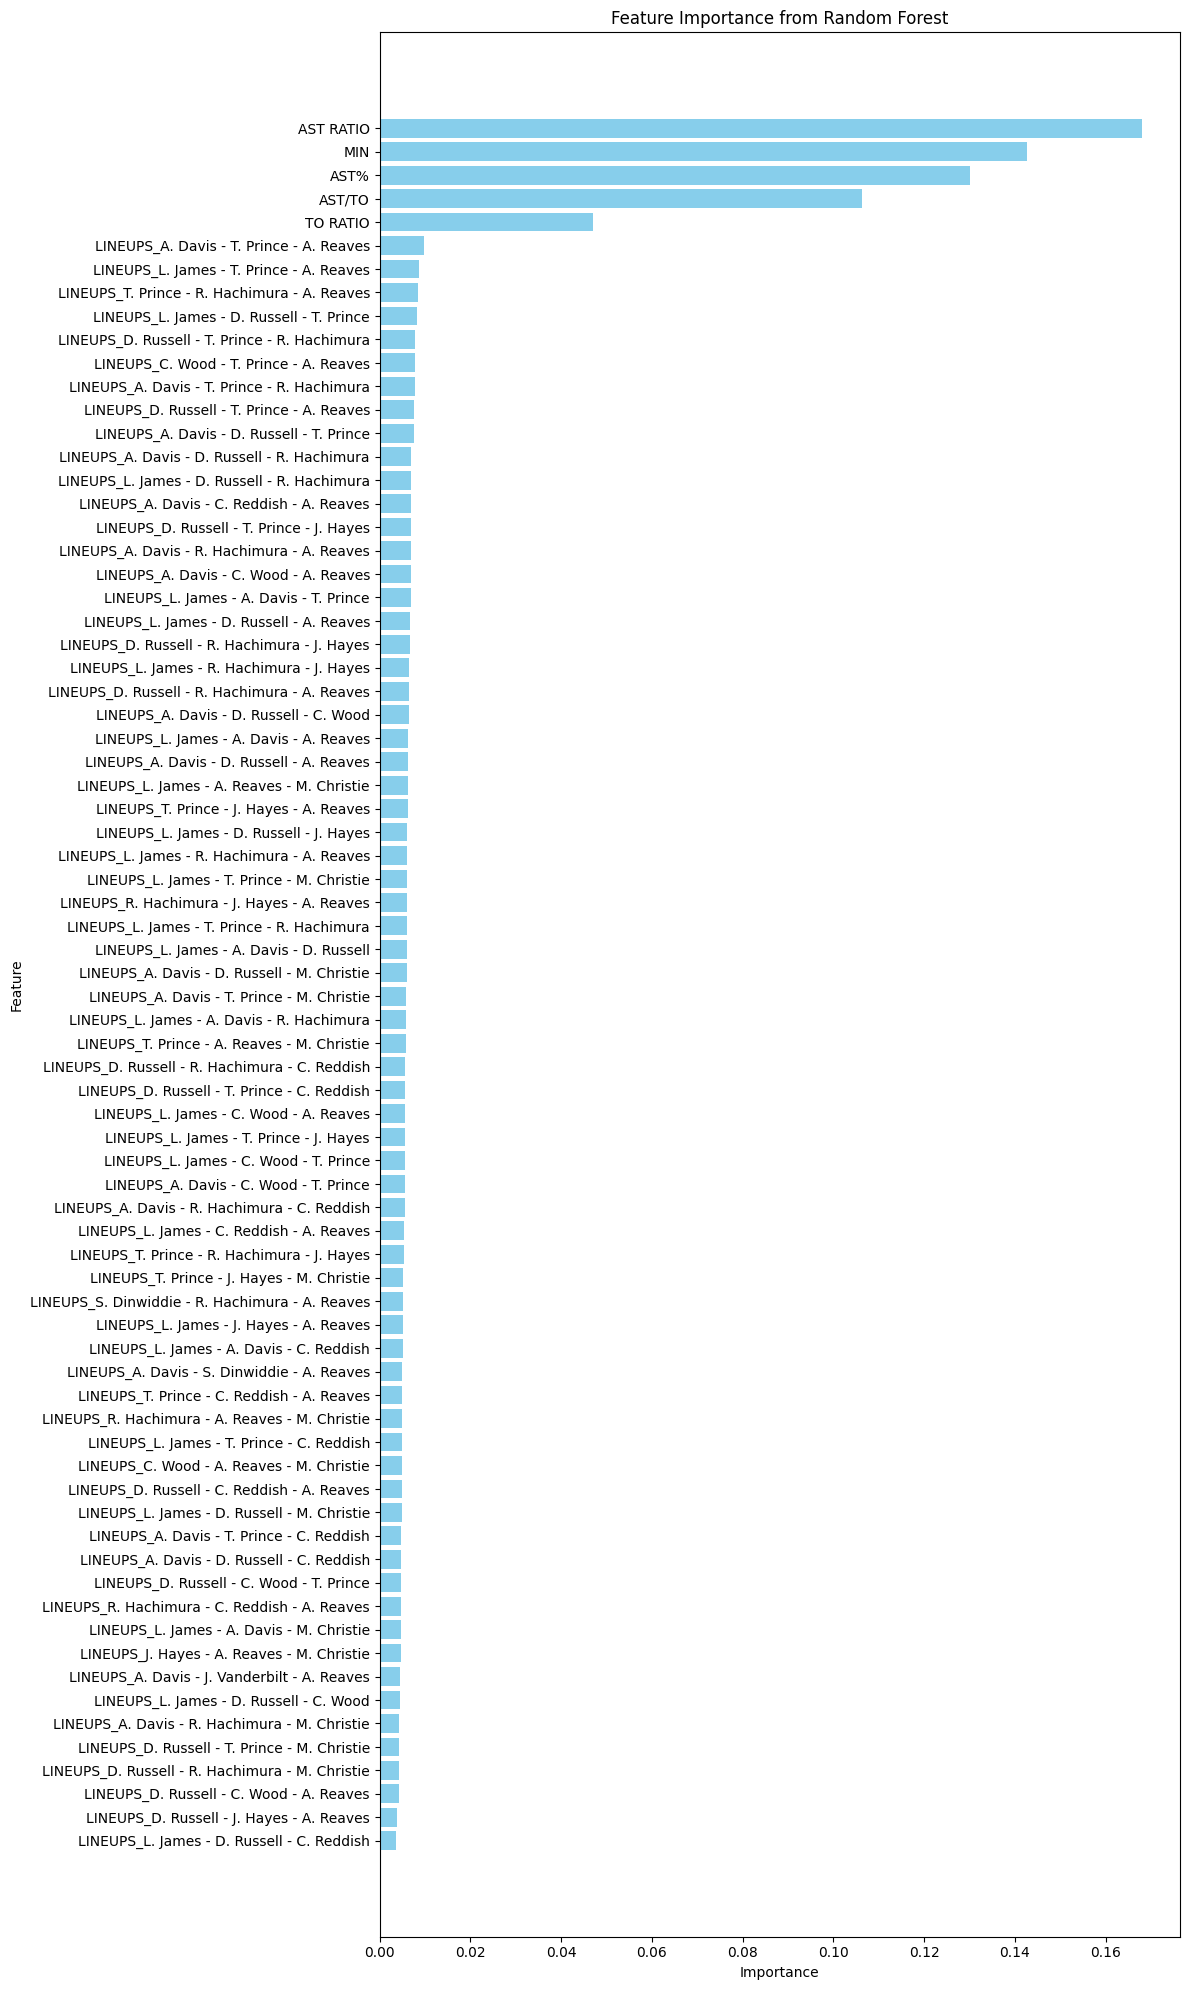 Feature Importance from Random Forest
AST RATIO
MIN
AST%
AST/TO
TO RATIO
LINEUPS_A. Davis - T. Prince - A. Reaves
LINEUPS_L. James - T. Prince - A. Reaves
LINEUPS_T. Prince - R. Hachimura - A. Reaves
LINEUPS_L. James - D. Russell - T. Prince
LINEUPS_D. Russell - T. Prince - R. Hachimura
LINEUPS_C. Wood - T. Prince - A. Reaves
LINEUPS_A. Davis - T. Prince - R. Hachimura
LINEUPS_D. Russell - T. Prince - A. Reaves
LINEUPS_A. Davis - D. Russell - T. Prince
LINEUPS_A. Davis - D. Russell - R. Hachimura
LINEUPS_L. James - D. Russell - R. Hachimura
LINEUPS_A. Davis - C. Reddish - A. Reaves
LINEUPS_D. Russell - T. Prince - J. Hayes
LINEUPS_A. Davis - R. Hachimura - A. Reaves
LINEUPS_A. Davis - C. Wood - A. Reaves
LINEUPS_L. James - A. Davis - T. Prince
LINEUPS_L. James - D. Russell - A. Reaves
LINEUPS_D. Russell - R. Hachimura - J. Hayes
LINEUPS_L. James - R. Hachimura - J. Hayes
LINEUPS_D. Russell - R. Hachimura - A. Reaves
LINEUPS_A. Davis - D. Russell - C. Wood
LINEUPS_L. James - A. Davis - A. Reaves
LINEUPS_A. Davis - D. Russell - A. Reaves
LINEUPS_L. James - A. Reaves - M. Christie
LINEUPS_T. Prince - J. Hayes - A. Reaves
LINEUPS_L. James - D. Russell - J. Hayes
LINEUPS_L. James - R. Hachimura - A. Reaves
LINEUPS_L. James - T. Prince - M. Christie
LINEUPS_R. Hachimura - J. Hayes - A. Reaves
LINEUPS_L. James - T. Prince - R. Hachimura
LINEUPS_L. James - A. Davis - D. Russell
LINEUPS_A. Davis - D. Russell - M. Christie
LINEUPS_A. Davis - T. Prince - M. Christie
LINEUPS_L. James - A. Davis - R. Hachimura
LINEUPS_T. Prince - A. Reaves - M. Christie
LINEUPS_D. Russell - R. Hachimura - C. Reddish
LINEUPS_D. Russell - T. Prince - C. Reddish
LINEUPS_L. James - C. Wood - A. Reaves
LINEUPS_L. James - T. Prince - J. Hayes
LINEUPS_L. James - C. Wood - T. Prince
LINEUPS_A. Davis - C. Wood - T. Prince
LINEUPS_A. Davis - R. Hachimura - C. Reddish
LINEUPS_L. James - C. Reddish - A. Reaves
LINEUPS_T. Prince - R. Hachimura - J. Hayes
LINEUPS_T. Prince - J. Hayes - M. Christie
LINEUPS_S. Dinwiddie - R. Hachimura - A. Reaves
LINEUPS_L. James - J. Hayes - A. Reaves
LINEUPS_L. James - A. Davis - C. Reddish
LINEUPS_A. Davis - S. Dinwiddie - A. Reaves
LINEUPS_T. Prince - C. Reddish - A. Reaves
LINEUPS_R. Hachimura - A. Reaves - M. Christie
LINEUPS_L. James - T. Prince - C. Reddish
LINEUPS_C. Wood - A. Reaves - M. Christie
LINEUPS_D. Russell - C. Reddish - A. Reaves
LINEUPS_L. James - D. Russell - M. Christie
LINEUPS_A. Davis - T. Prince - C. Reddish
LINEUPS_A. Davis - D. Russell - C. Reddish
LINEUPS_D. Russell - C. Wood - T. Prince
LINEUPS_R. Hachimura - C. Reddish - A. Reaves
LINEUPS_L. James - A. Davis - M. Christie
LINEUPS_J. Hayes - A. Reaves - M. Christie
LINEUPS_A. Davis - J. Vanderbilt - A. Reaves
LINEUPS_L. James - D. Russell - C. Wood
LINEUPS_A. Davis - R. Hachimura - M. Christie
LINEUPS_D. Russell - T. Prince - M. Christie
LINEUPS_D. Russell - R. Hachimura - M. Christie
LINEUPS_D. Russell - C. Wood - A. Reaves
LINEUPS_D. Russell - J. Hayes - A. Reaves
LINEUPS_L. James - D. Russell - C. Reddish
Feature
0.00 0.02 0.04 0.06 0.08 0.10 0.12 0.14 0.16
Importance